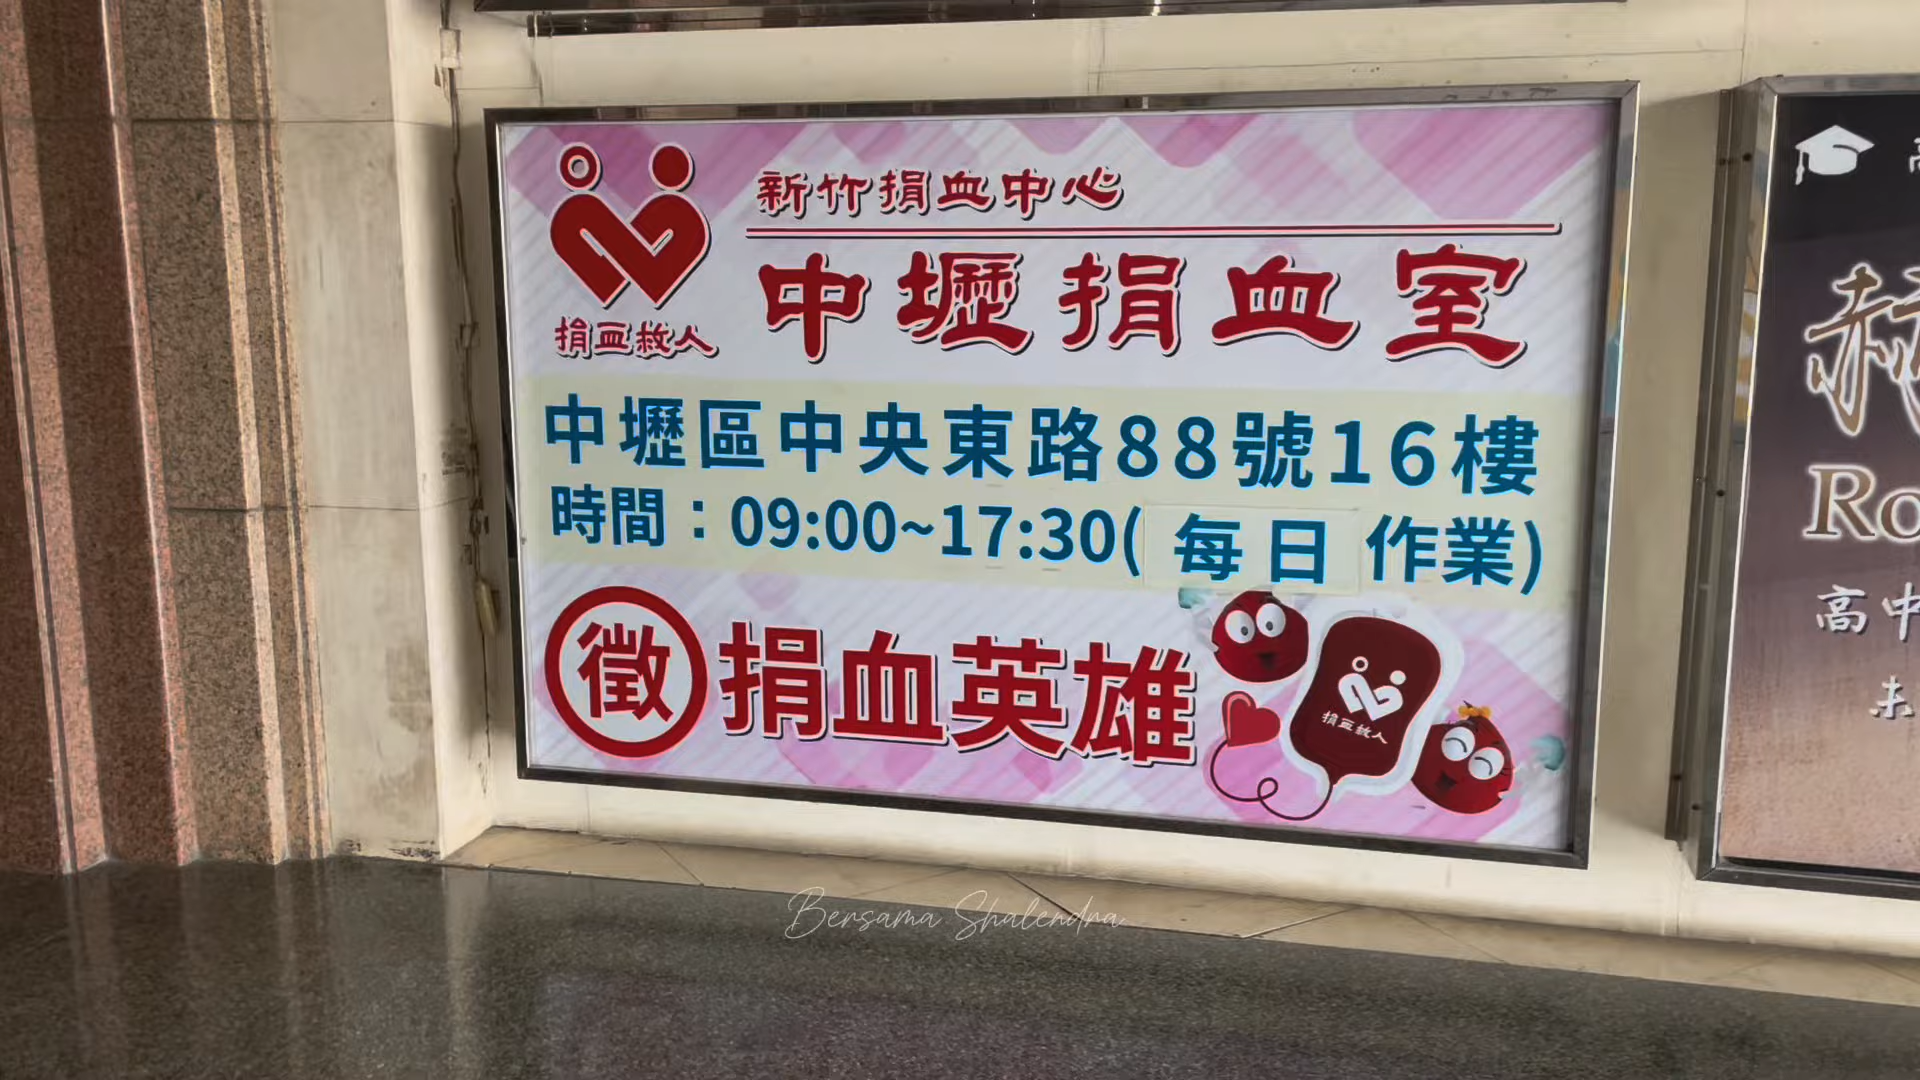 新竹捐血中心
中壢捐血室
捐血救人
中壢區中央東路88號16樓
時間：09:00~17:30( 每日 作業)
徵 捐血英雄
捐血救人
Ro
高中
Bersama Shalendra